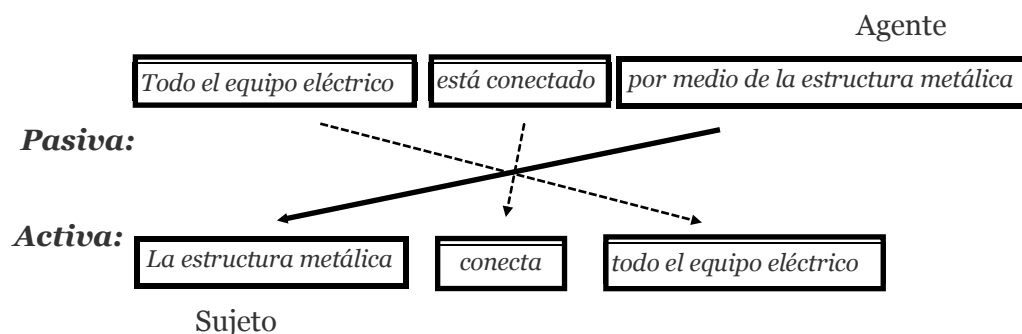 Agente
Todo el equipo eléctrico está conectado por medio de la estructura metálica
Pasiva:
Activa:
La estructura metálica conecta todo el equipo eléctrico
Sujeto